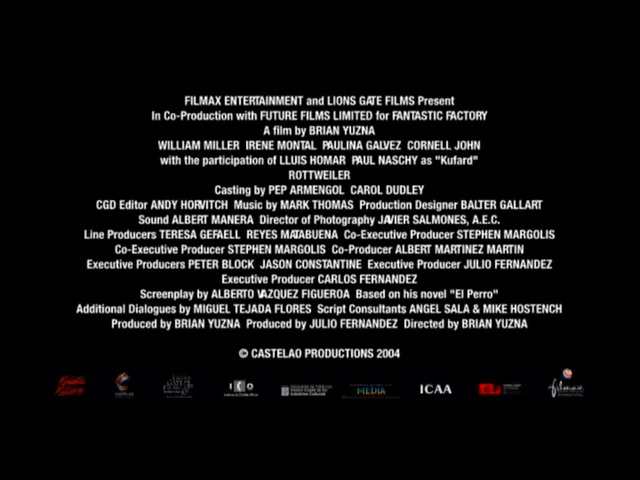 FILMAX ENTERTAINMENT and LIONS GATE FILMS Present
In Co-Production with FUTURE FILMS LIMITED for FANTASTIC FACTORY
A film by BRIAN YUZNA
WILLIAM MILLER IRENE MONTAL PAULINA GALVEZ CORNELL JOHN
with the participation of LLUIS HOMAR PAUL NASCHY as "Kufard"
ROTTWEILER
Casting by PEP ARMENGOL CAROL DUDLEY
CGD Editor ANDY HORVITCH Music by MARK THOMAS Production Designer BALTER GALLART
Sound ALBERT MANERA Director of Photography JAVIER SALMONES, A.E.C.
Line Producers TERESA GEFAELL REYES MATABUENA Co-Executive Producer STEPHEN MARGOLIS
Co-Executive Producer STEPHEN MARGOLIS Co-Producer ALBERT MARTINEZ MARTIN
Executive Producers PETER BLOCK JASON CONSTANTINE Executive Producer JULIO FERNANDEZ
Executive Producer CARLOS FERNANDEZ
Screenplay by ALBERTO VAZQUEZ FIGUEROA Based on his novel "El Perro"
Additional Dialogues by MIGUEL TEJADA FLORES Script Consultants ANGEL SALA & MIKE HOSTENCH
Produced by BRIAN YUZNA Produced by JULIO FERNANDEZ Directed by BRIAN YUZNA
© CASTELAO PRODUCTIONS 2004
ICO MEDIA ICAA filmax